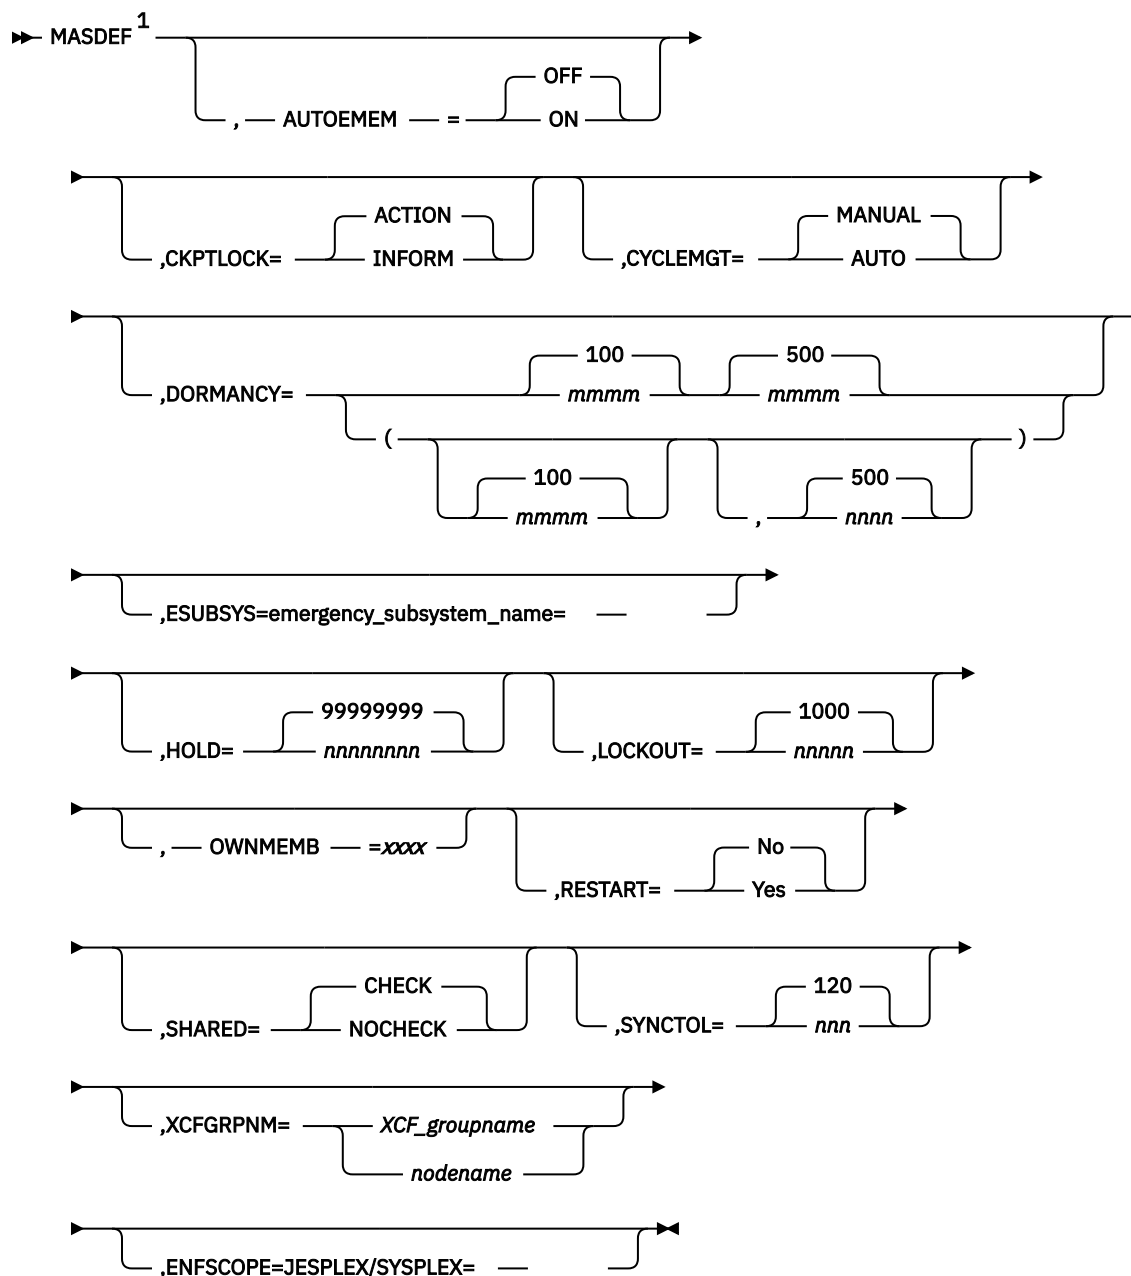 MASDEF 1
OFF
, AUTOEMEM = ON
ACTION MANUAL
,CKPTLOCK= INFORM ,CYCLEMGT= AUTO
100 500
,DORMANCY= mmmm mmmm
( )
100 500
mmmm , nnnn
,ESUBSYS=emergency_subsystem_name=
99999999 1000
,HOLD= nnnnnnnn ,LOCKOUT= nnnnn
, OWNMEMB =xxxx No
,RESTART= Yes
CHECK 120
,SHARED= NOCHECK ,SYNCTOL= nnn
,XCFGRPNM= XCF_groupname
nodename
,ENFSCOPE=JESPLEX/SYSPLEX=